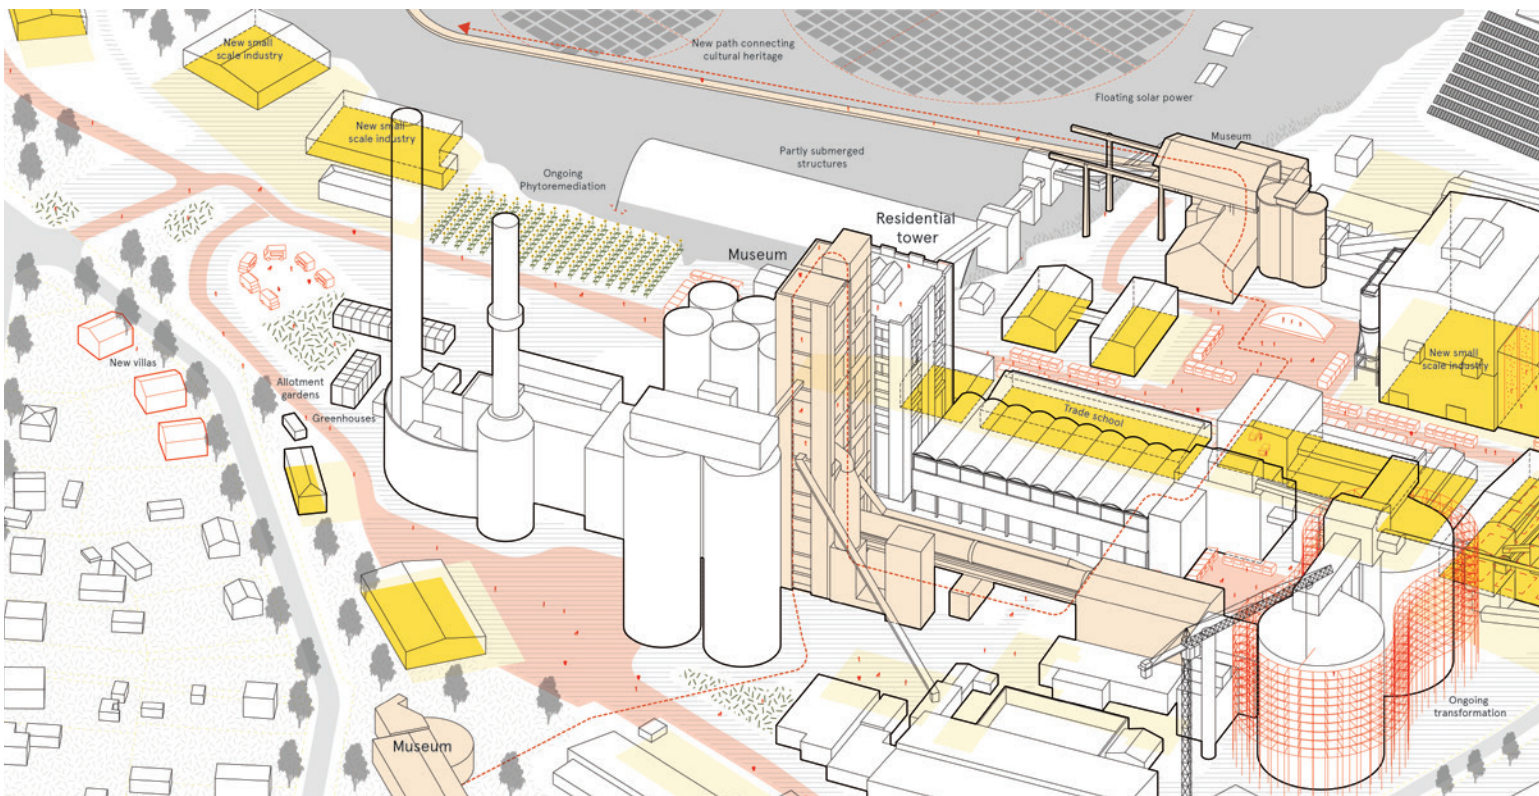 New small
scale industry
New path connecting
cultural heritage
Floating solar power
New small
scale industry
Museum
Partly submerged
structures
Ongoing
Phytoremediation
Residential
tower
Museum
New villas
New small
scale industry
Allotment
gardens
Greenhouses
Trade school
Ongoing
transformation
Museum